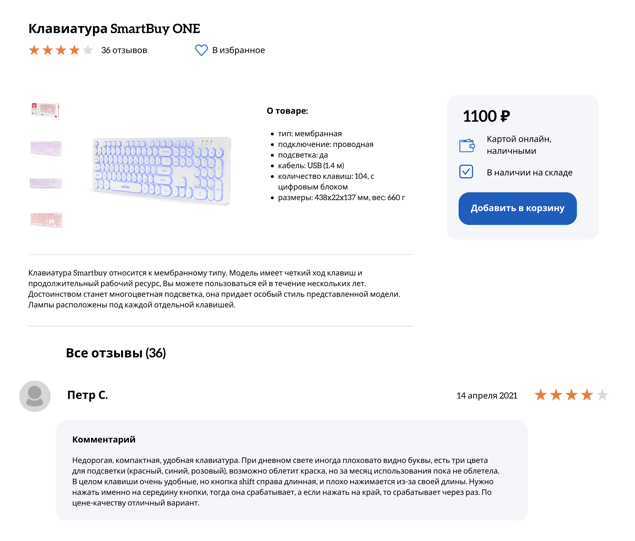 Клавиатура SmartBuy ONE
36 отзывов
В избранное
О товаре:
тип: мембранная
подключение: проводная
подсветка: да
кабель: USB (1.4 м)
количество клавиш: 104, с
цифровым блоком
размеры: 438x22x137 мм, вес: 660 г
1100 ₽
Картой онлайн,
наличными
В наличии на складе
Добавить в корзину
Клавиатура Smartbuy относится к мембранному типу. Модель имеет четкий ход клавиш и
продолжительный рабочий ресурс, Вы можете пользоваться ей в течение нескольких лет.
Достоинством станет многоцветная подсветка, она придает особый стиль представленной модели.
Лампы расположены под каждой отдельной клавишей.
Все отзывы (36)
Петр С.
14 апреля 2021
Комментарий
Недорогая, компактная, удобная клавиатура. При дневном свете иногда плоховато видно буквы, есть три цвета
для подсветки (красный, синий, розовый), возможно облетит краска, но за месяц использования пока не облетела.
В целом клавиши очень удобные, но кнопка shift справа длинная, и плохо нажимается из-за своей длины. Нужно
нажать именно на середину кнопки, тогда она срабатывает, а если нажать на край, то срабатывает через раз. По
цене-качеству отличный вариант.